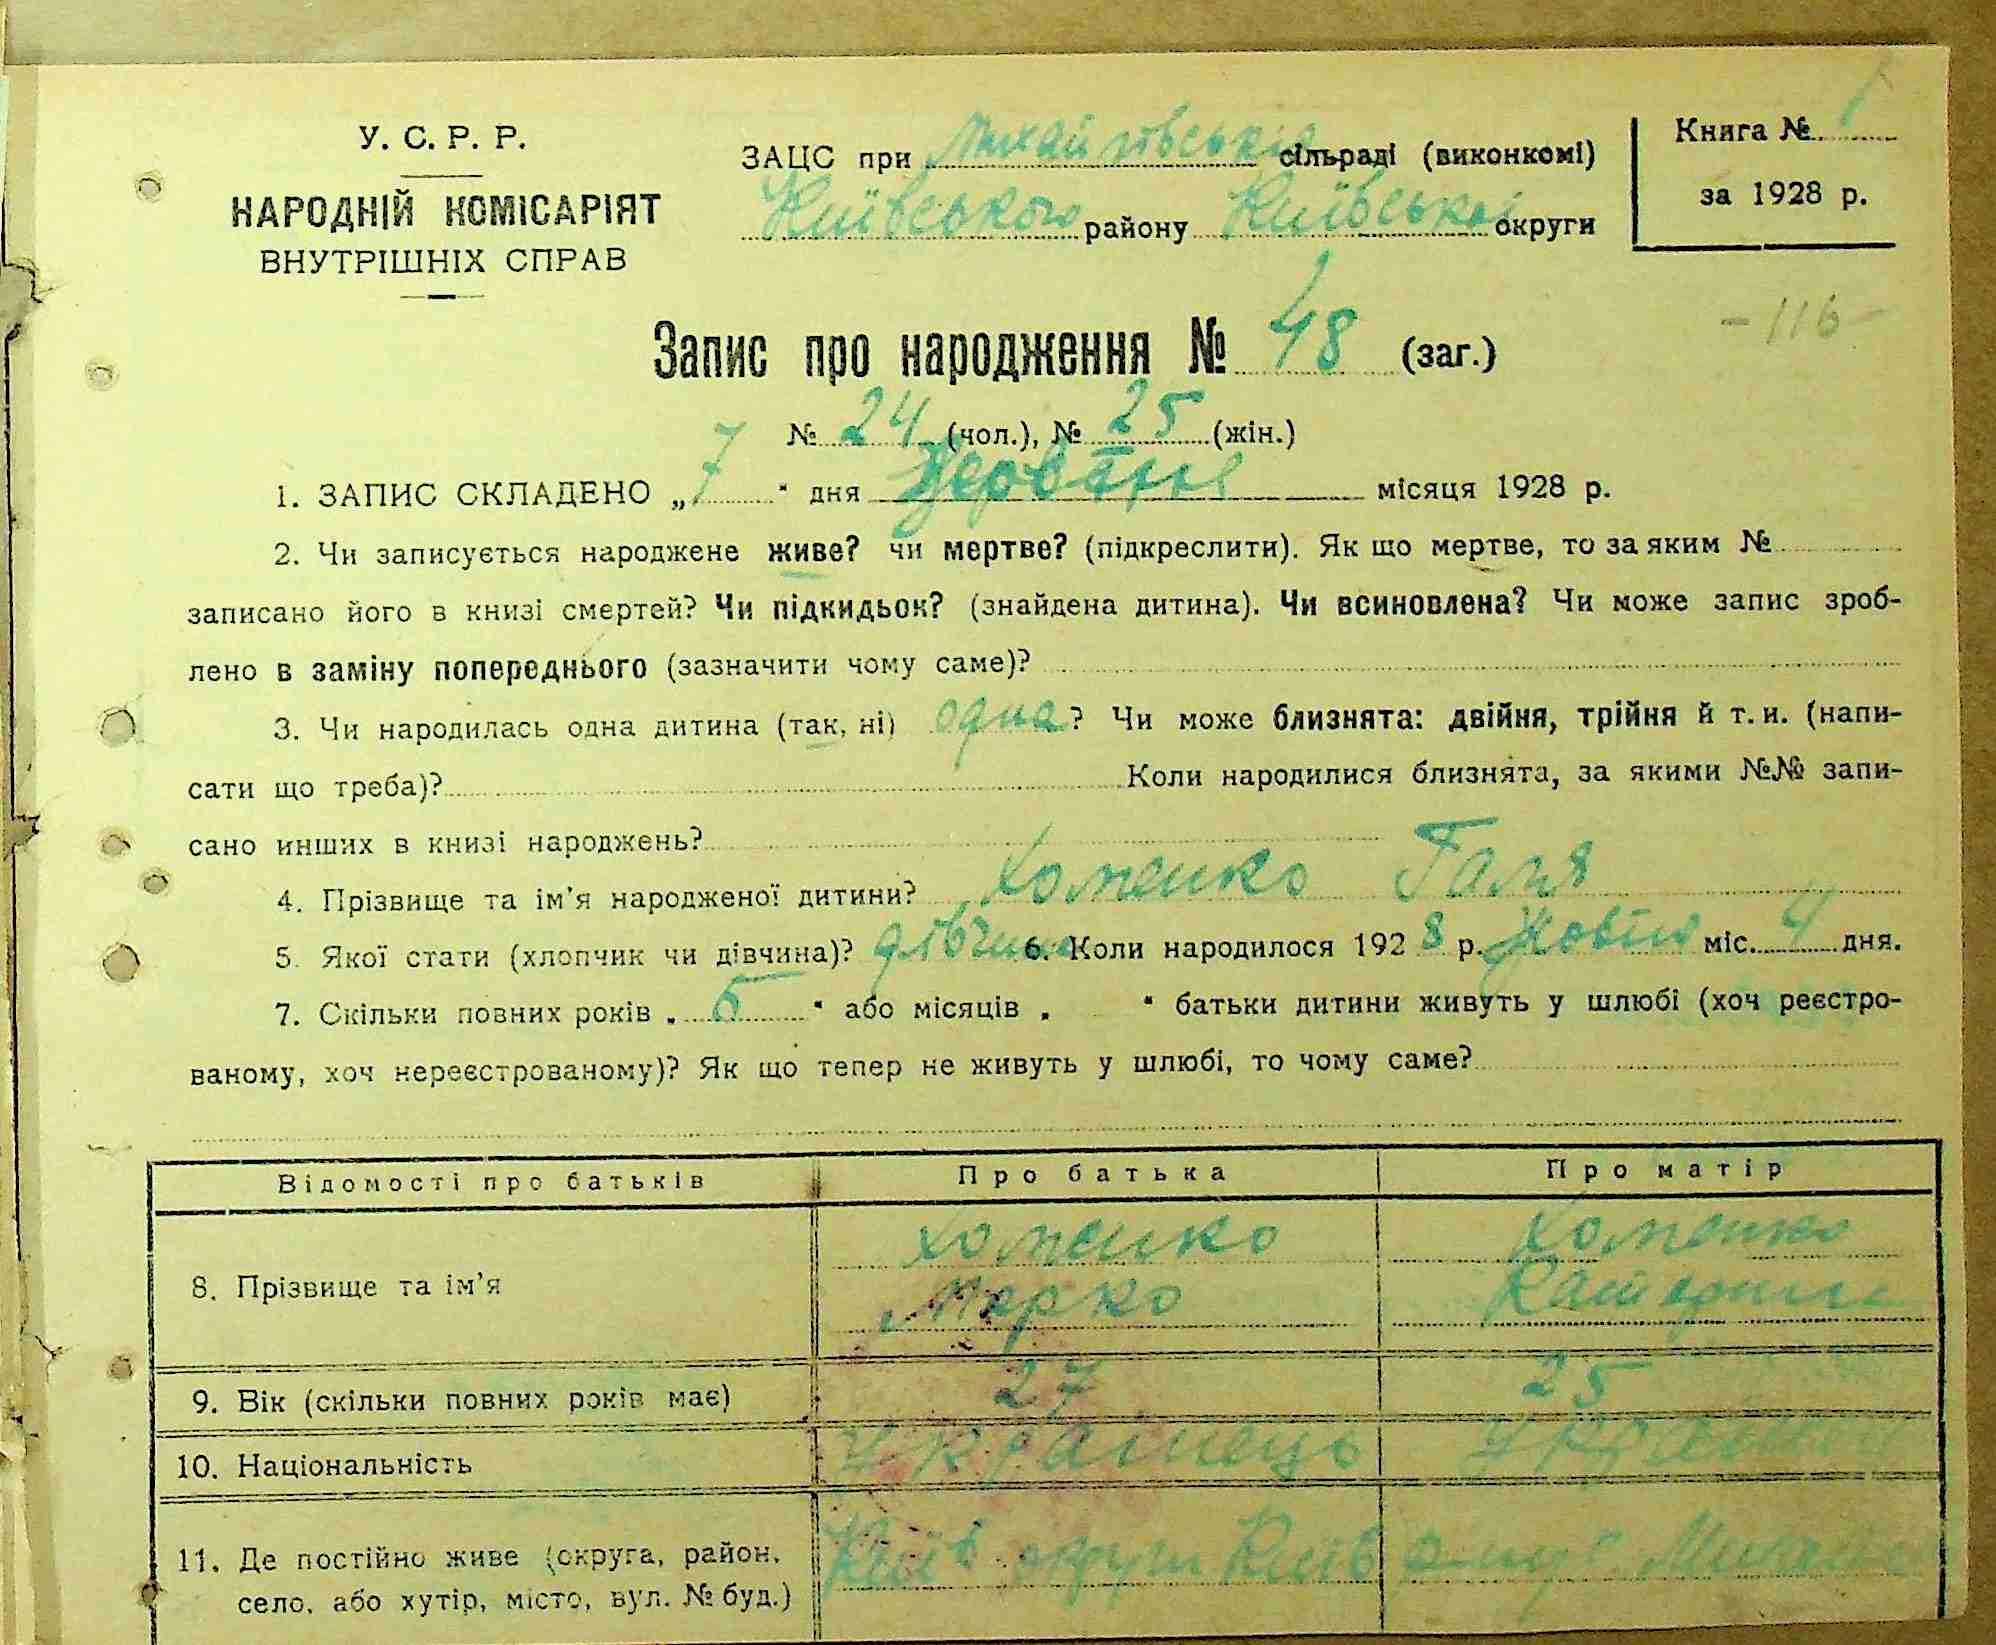 У. С. Р. Р.
НАРОДНІЙ КОМІСАРІЯТ
ВНУТРІШНІХ СПРАВ
ЗАЦС при сільраді (виконкомі)
Київського району Київської округи
Книга № 1
за 1928 р.
Запис про народження № 48 (заг.)
- 116 -
№ 24 (чол.), № 25 (жін.)
1. ЗАПИС СКЛАДЕНО „ 7 " дня місяця 1928 р.
2. Чи записується народжене живе? чи мертве? (підкреслити). Як що мертве, то за яким №
записано його в книзі смертей? Чи підкидьок? (знайдена дитина). Чи всиновлена? Чи може запис зроб-
лено в заміну попереднього (зазначити чому саме)?
3. Чи народилась одна дитина (так, ні) одна? Чи може близнята: двійня, трійня й т. и. (напи-
сати що треба)? Коли народилися близнята, за якими №№ запи-
сано инших в книзі народжень?
4. Прізвище та ім'я народженої дитини? Хоменко Галя
5. Якої стати (хлопчик чи дівчина)? дівчина 6. Коли народилося 1928 р. Жовтня міс. 4 дня.
7. Скільки повних років „ 5 " або місяців „ " батьки дитини живуть у шлюбі (хоч реєстро-
ваному, хоч нереєстрованому)? Як що тепер не живуть у шлюбі, то чому саме?
Відомості про батьків Про батька Про матір
8. Прізвище та ім'я Хоменко Марко Хоменко Катерина
9. Вік (скільки повних років має) 27 25
10. Національність Українець Українка
11. Де постійно живе (округа, район, село, або хутір, місто, вул. № буд.) Київ округи Київ